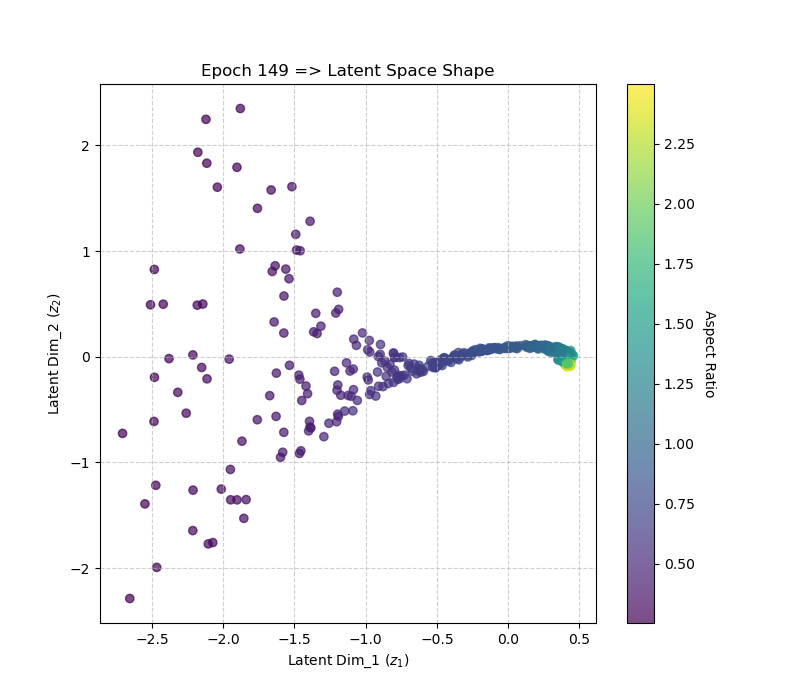 Epoch 149 => Latent Space Shape
2
1
0
−1
−2
Latent Dim_2 (z₂)
−2.5 −2.0 −1.5 −1.0 −0.5 0.0 0.5
Latent Dim_1 (z₁)
2.25
2.00
1.75
1.50
1.25
1.00
0.75
0.50
Aspect Ratio